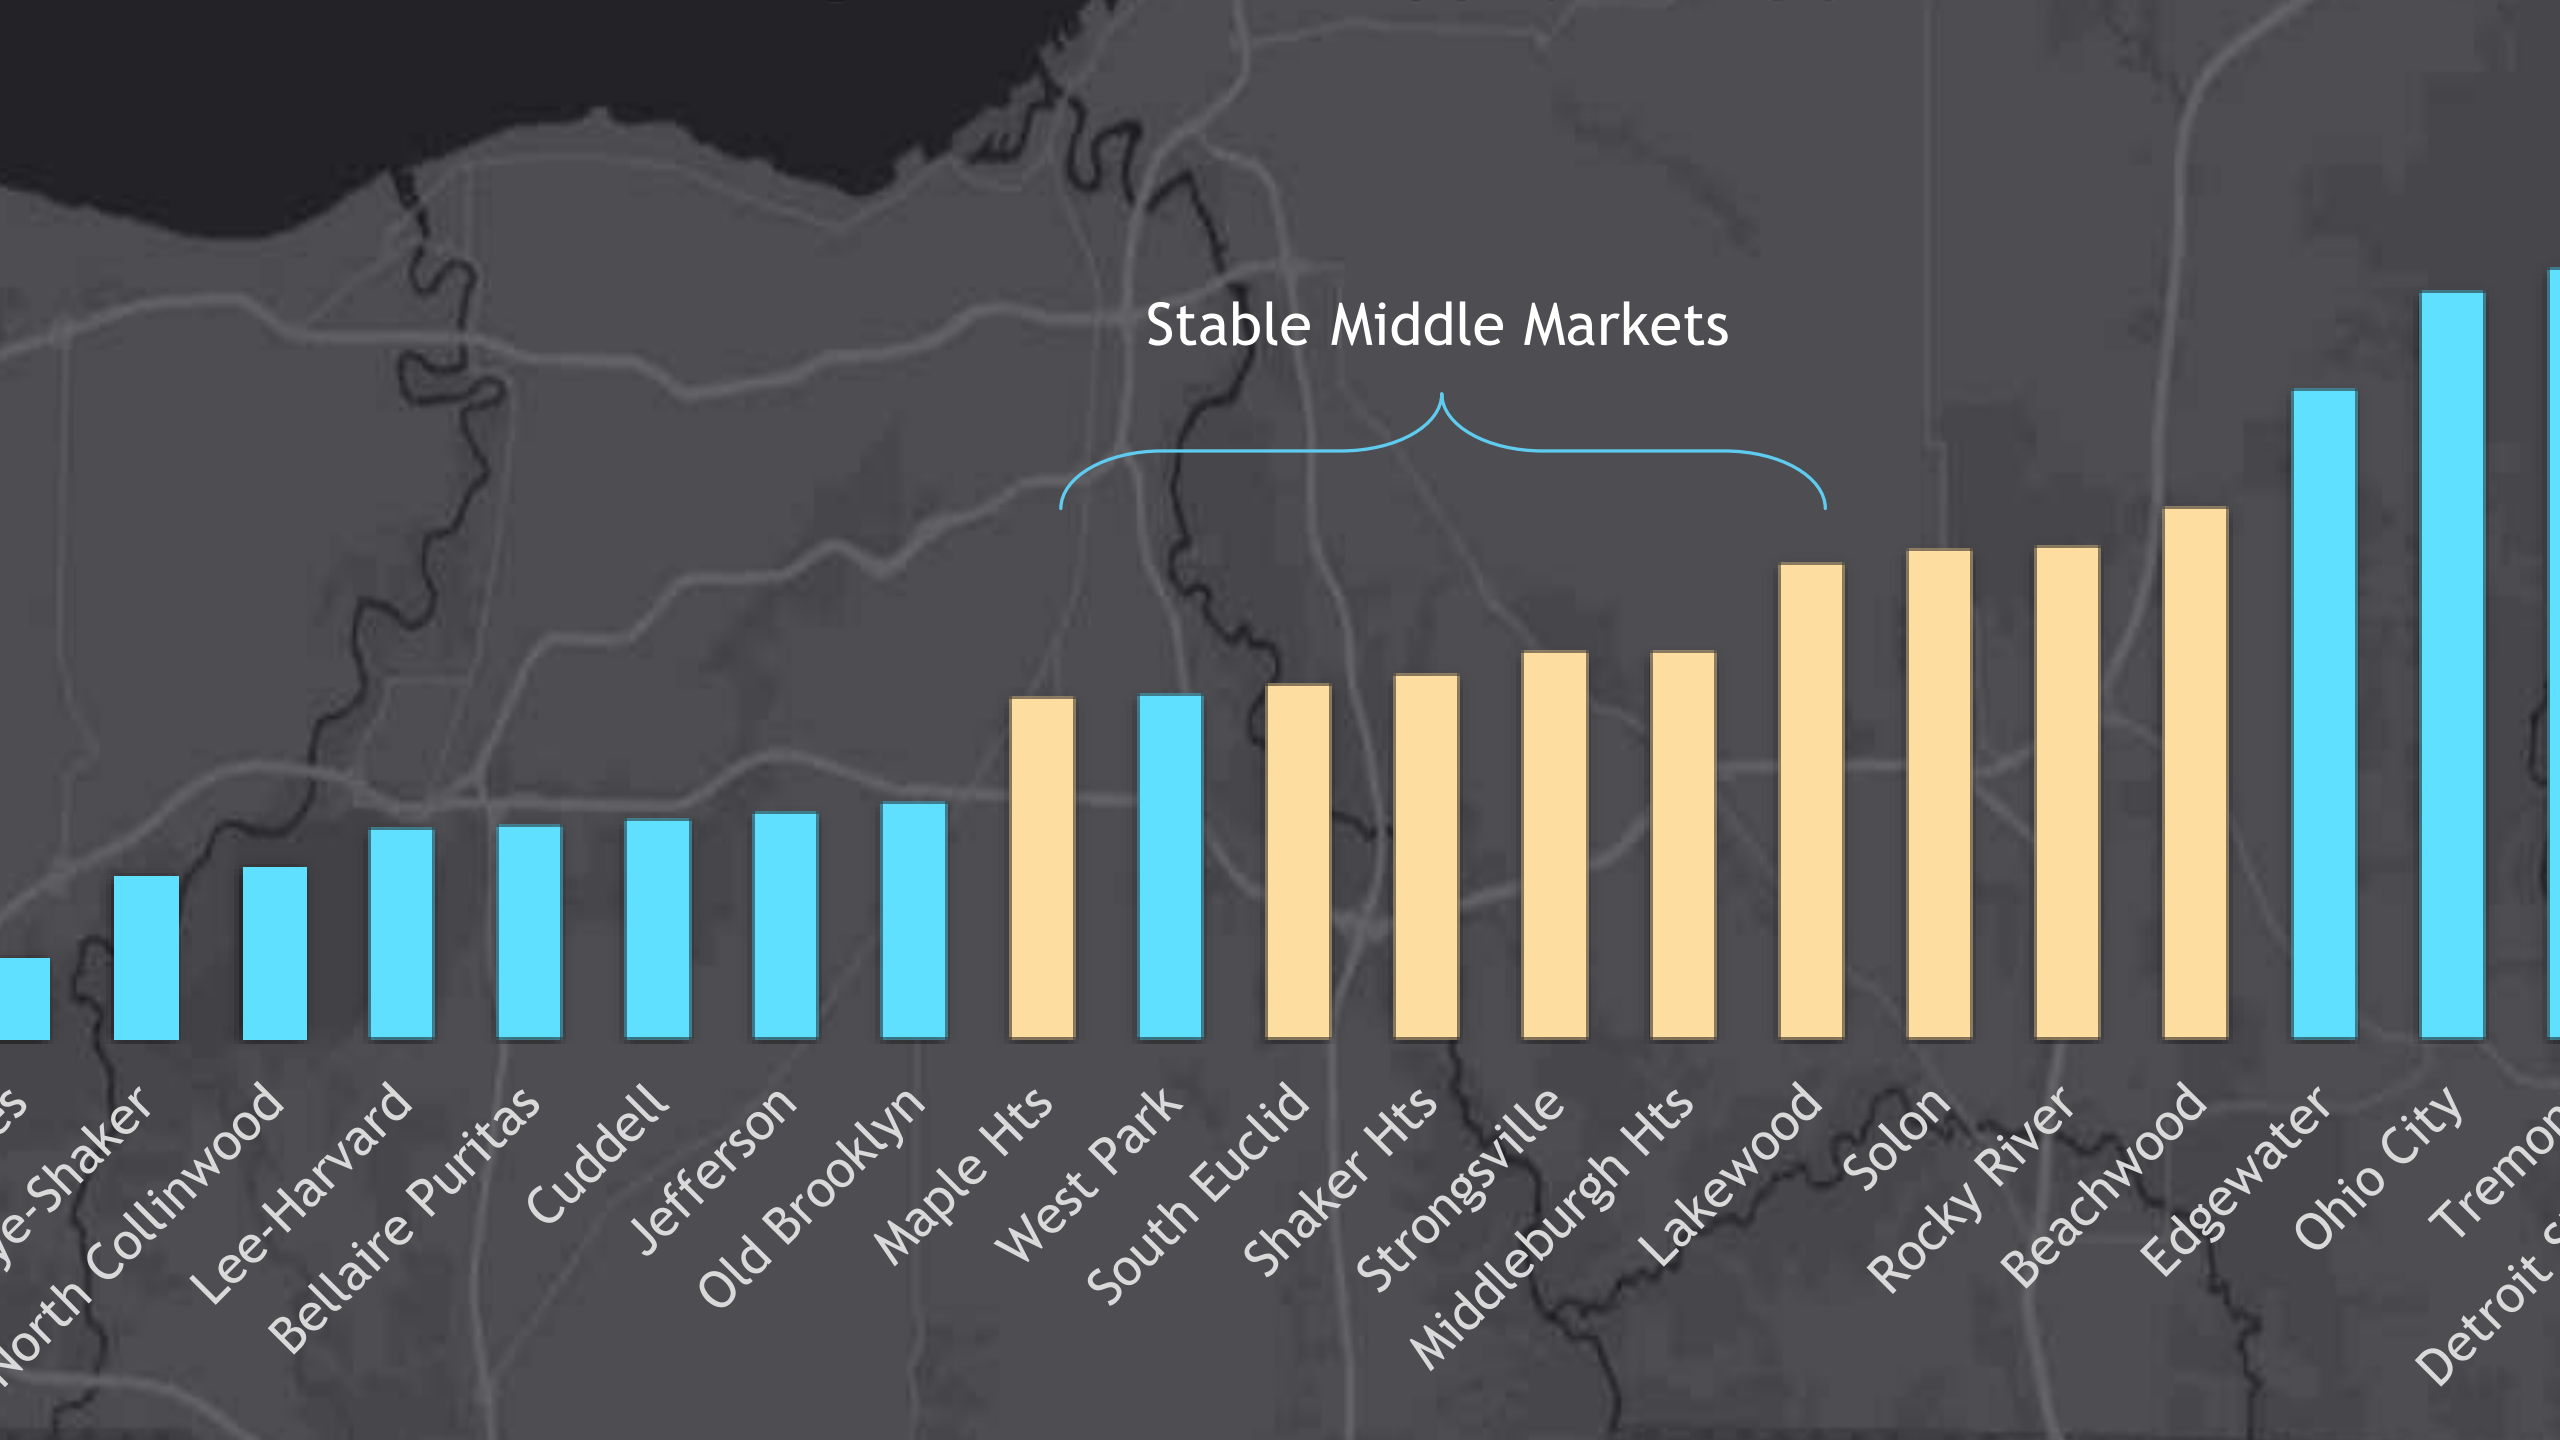 Stable Middle Markets
North Collinwood
Lee-Harvard
Bellaire Puritas
Cuddell
Jefferson
Old Brooklyn
Maple Hts
West Park
South Euclid
Shaker Hts
Strongsville
Middleburgh Hts
Lakewood
Solon
Rocky River
Beachwood
Edgewater
Ohio City
Detroit